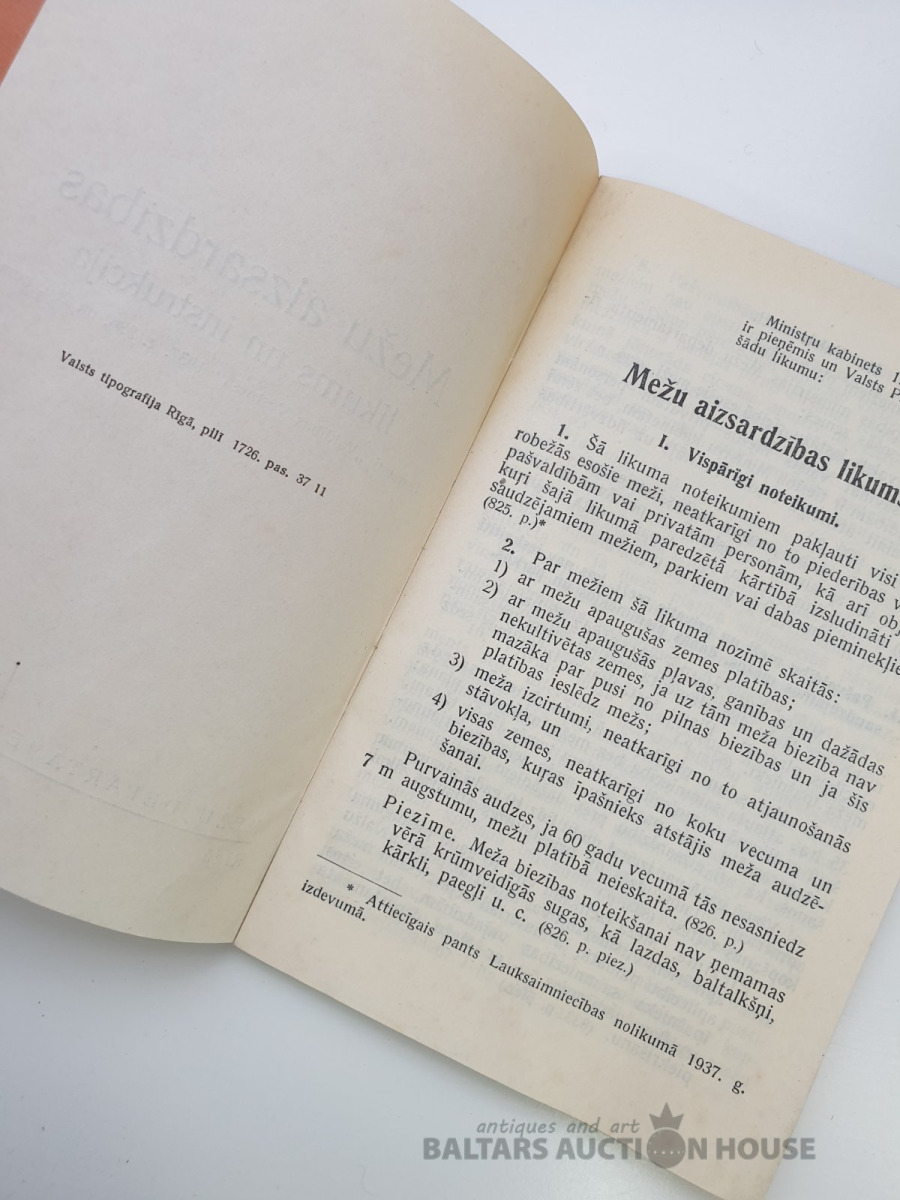 Valsts tipografija Rīgā, pilī 1726. pas. 37 11
Ministru kabinets
ir pieņēmis un Valsts
šādu likumu:
Mežu aizsardzības likums
I. Vispārīgi noteikumi.
1. Šā likuma noteikumiem pakļauti visi
robežās esošie meži, neatkarīgi no to piederības
pašvaldībām vai privātām personām, kā arī
kuŗi šajā likumā paredzētā kārtībā izsludināti
saudzējamiem mežiem, parkiem vai dabas
(825. p.)*
2. Par mežiem šā likuma nozīmē skaitās:
1) ar mežu apaugušas zemes platības;
2) ar mežu apaugušās pļavas, ganības un dažādas
nekultivētas zemes, ja uz tām meža biezība nav
mazāka par pusi no pilnas biezības un ja šīs
platības ieslēdz mežs;
3) meža izcirtumi, neatkarīgi no to atjaunošanās
stāvokļa, un
4) visas zemes, neatkarīgi no koku vecuma un
biezības, kuŗas īpašnieks atstājis meža audzē-
šanai.
Purvainās audzes, ja 60 gadu vecumā tās nesasniedz
7 m augstumu, mežu platībā neieskaita. (826. p.)
Piezīme. Meža biezības noteikšanai nav ņemamas
vērā krūmveidīgās sugas, kā lazdas, baltalkšņi,
kārkli, paegļi u. c. (826. p. piez.)
* Attiecīgais pants Lauksaimniecības nolikumā 1937. g.
izdevumā.
antiques and art
BALTARS AUCTION HOUSE